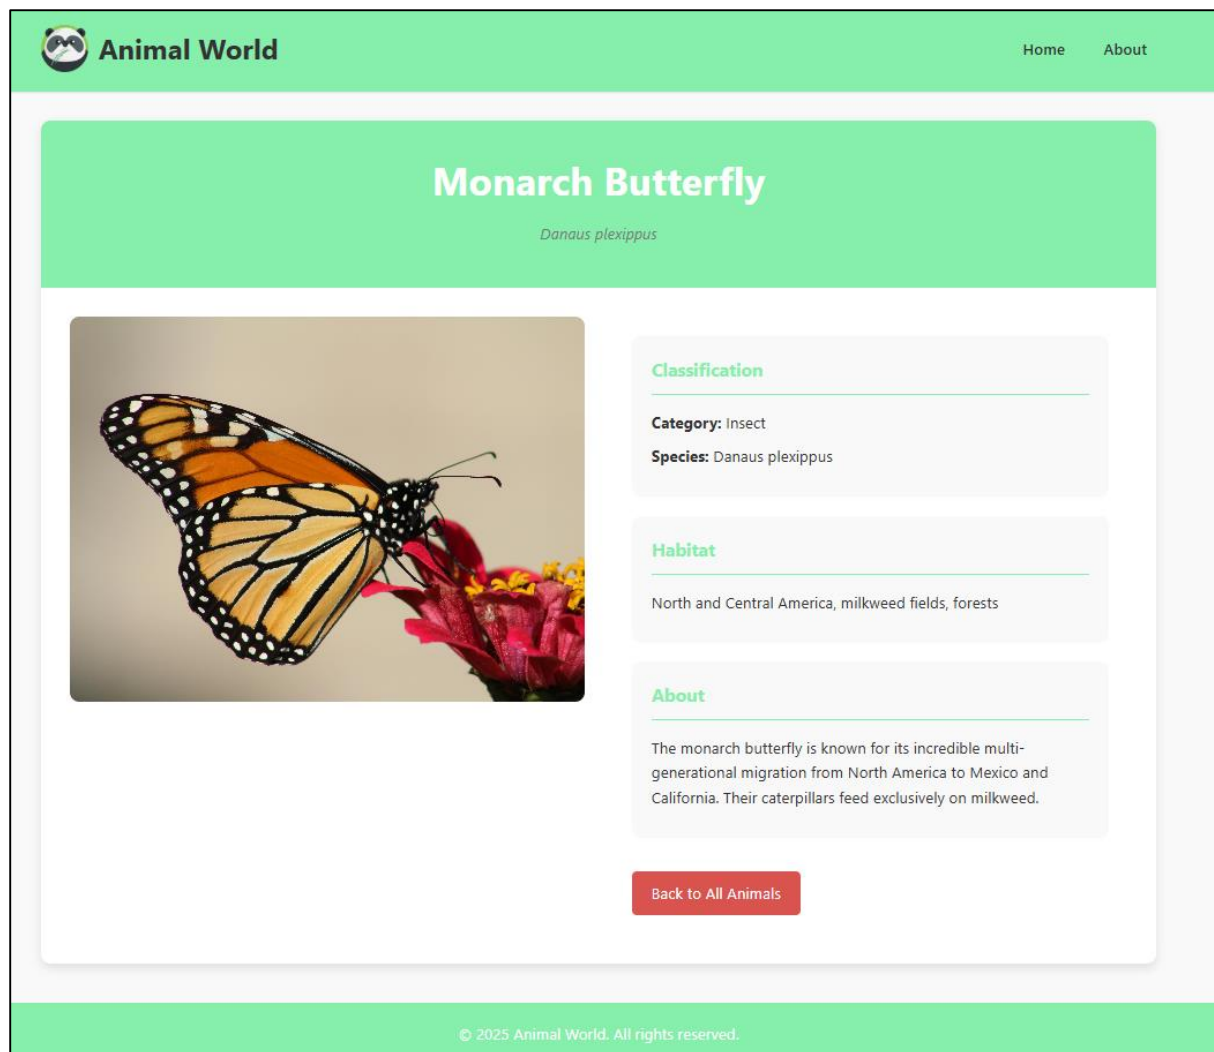 Animal World
Home
About
Monarch Butterfly
Danaus plexippus
Classification
Category: Insect
Species: Danaus plexippus
Habitat
North and Central America, milkweed fields, forests
About
The monarch butterfly is known for its incredible multi-
generational migration from North America to Mexico and
California. Their caterpillars feed exclusively on milkweed.
Back to All Animals
© 2025 Animal World. All rights reserved.